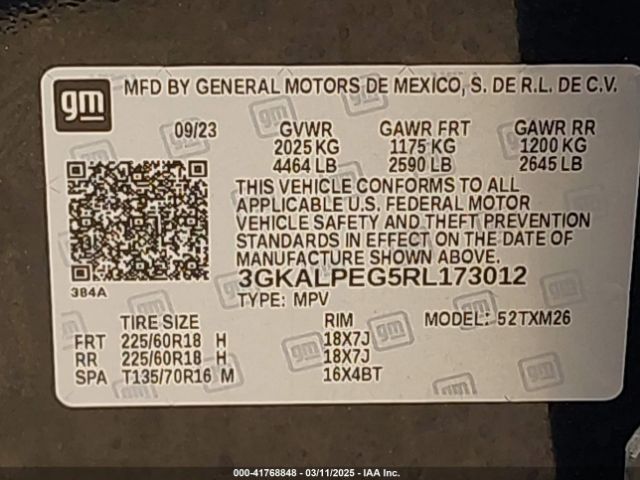 gm MFD BY GENERAL MOTORS DE MEXICO, S. DE R.L. DE C.V.
09/23 GVWR GAWR FRT GAWR RR
2025 KG 1175 KG 1200 KG
4464 LB 2590 LB 2645 LB
THIS VEHICLE CONFORMS TO ALL
APPLICABLE U.S. FEDERAL MOTOR
VEHICLE SAFETY AND THEFT PREVENTION
STANDARDS IN EFFECT ON THE DATE OF
MANUFACTURE SHOWN ABOVE.
3GKALPEG5RL173012
384A
TYPE: MPV
TIRE SIZE RIM MODEL: 52TXM26
FRT 225/60R18 H 18X7J
RR 225/60R18 H 18X7J
SPA T135/70R16 M 16X4BT
000-41768848 - 03/11/2025 - IAA Inc.